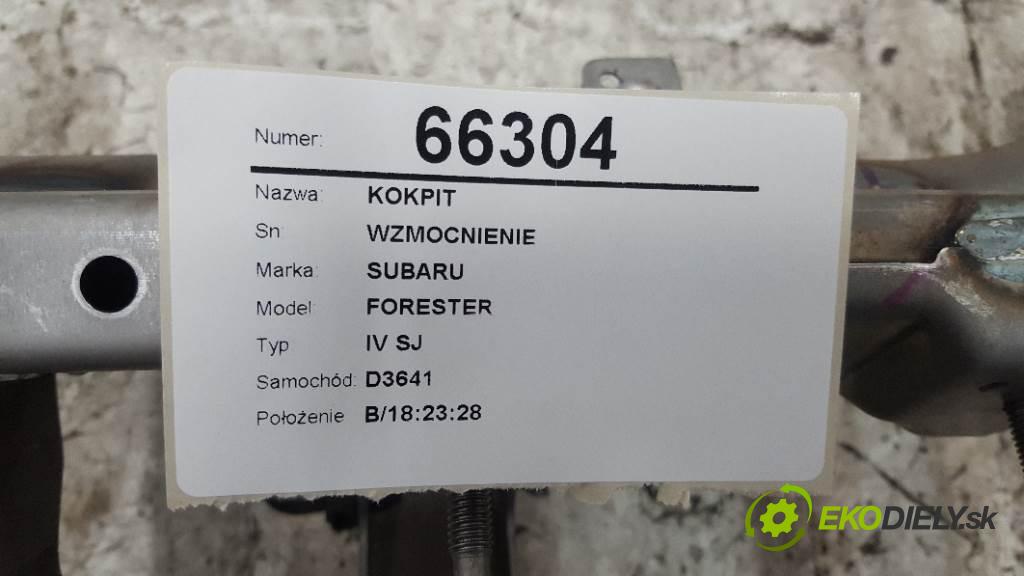 Numer: 66304
Nazwa: KOKPIT
Sn: WZMOCNIENIE
Marka: SUBARU
Model: FORESTER
Typ IV SJ
Samochód: D3641
Położenie B/18:23:28
EKODIELY.sk